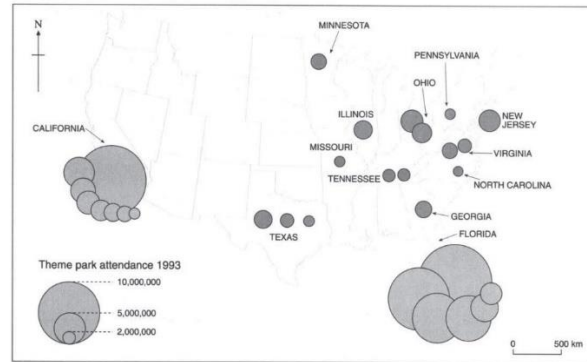 N
MINNESOTA
PENNSYLVANIA
OHIO
CALIFORNIA
ILLINOIS
NEW
JERSEY
MISSOURI
VIRGINIA
TENNESSEE
NORTH CAROLINA
GEORGIA
TEXAS
FLORIDA
Theme park attendance 1993
10,000,000
5,000,000
2,000,000
0 500 km